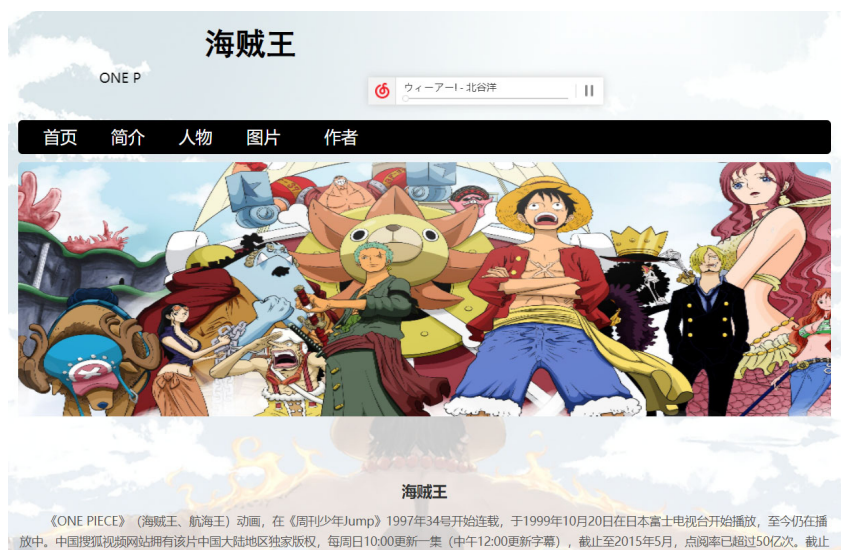 海贼王
ONE P
ウィーアー! - 北谷洋
首页 简介 人物 图片 作者
海贼王
《ONE PIECE》（海贼王、航海王）动画，在《周刊少年Jump》1997年34号开始连载，于1999年10月20日在日本富士电视台开始播放，至今仍在播
放中。中国搜狐视频网站拥有该片中国大陆地区独家版权，每周日10:00更新一集（中午12:00更新字幕），截止至2015年5月，点阅率已超过50亿次。截止